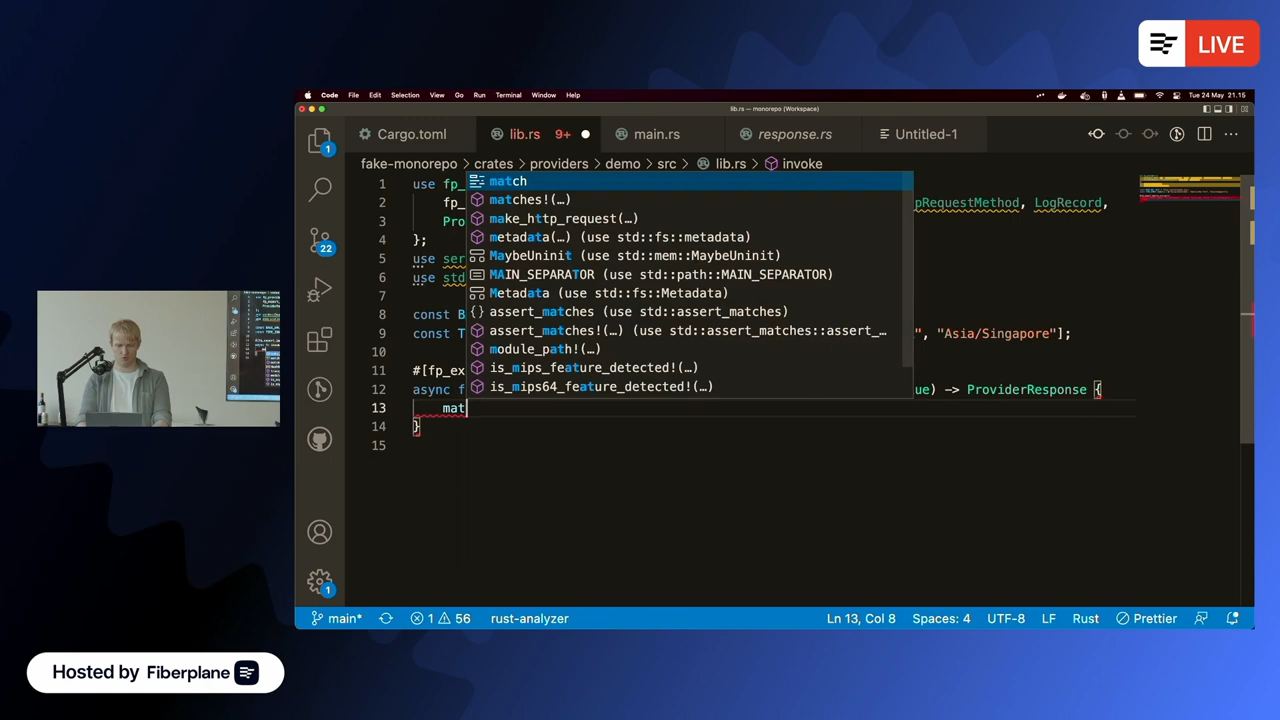 LIVE
Code File Edit Selection View Go Run Terminal Window Help
Tue 24 May 21.15
lib.rs — monorepo (Workspace)
Cargo.toml
lib.rs 9+
main.rs
response.rs
Untitled-1
fake-monorepo > crates > providers > demo > src > lib.rs > invoke
1 use fp_
2 fp_ pRequestMethod, LogRecord,
3 Pro
4 };
5 use ser
6 use std
7
8 const B
9 const T ", "Asia/Singapore"];
10
11 #[fp_ex
12 async f ue) -> ProviderResponse {
13 mat
14 }
15
match
matches!(…)
make_http_request(…)
metadata(…) (use std::fs::metadata)
MaybeUninit (use std::mem::MaybeUninit)
MAIN_SEPARATOR (use std::path::MAIN_SEPARATOR)
Metadata (use std::fs::Metadata)
{} assert_matches (use std::assert_matches)
assert_matches!(…) (use std::assert_matches::assert_…
module_path!(…)
is_mips_feature_detected!(…)
is_mips64_feature_detected!(…)
1
22
1
main* 1 56 rust-analyzer
Ln 13, Col 8 Spaces: 4 UTF-8 LF Rust Prettier
Hosted by Fiberplane